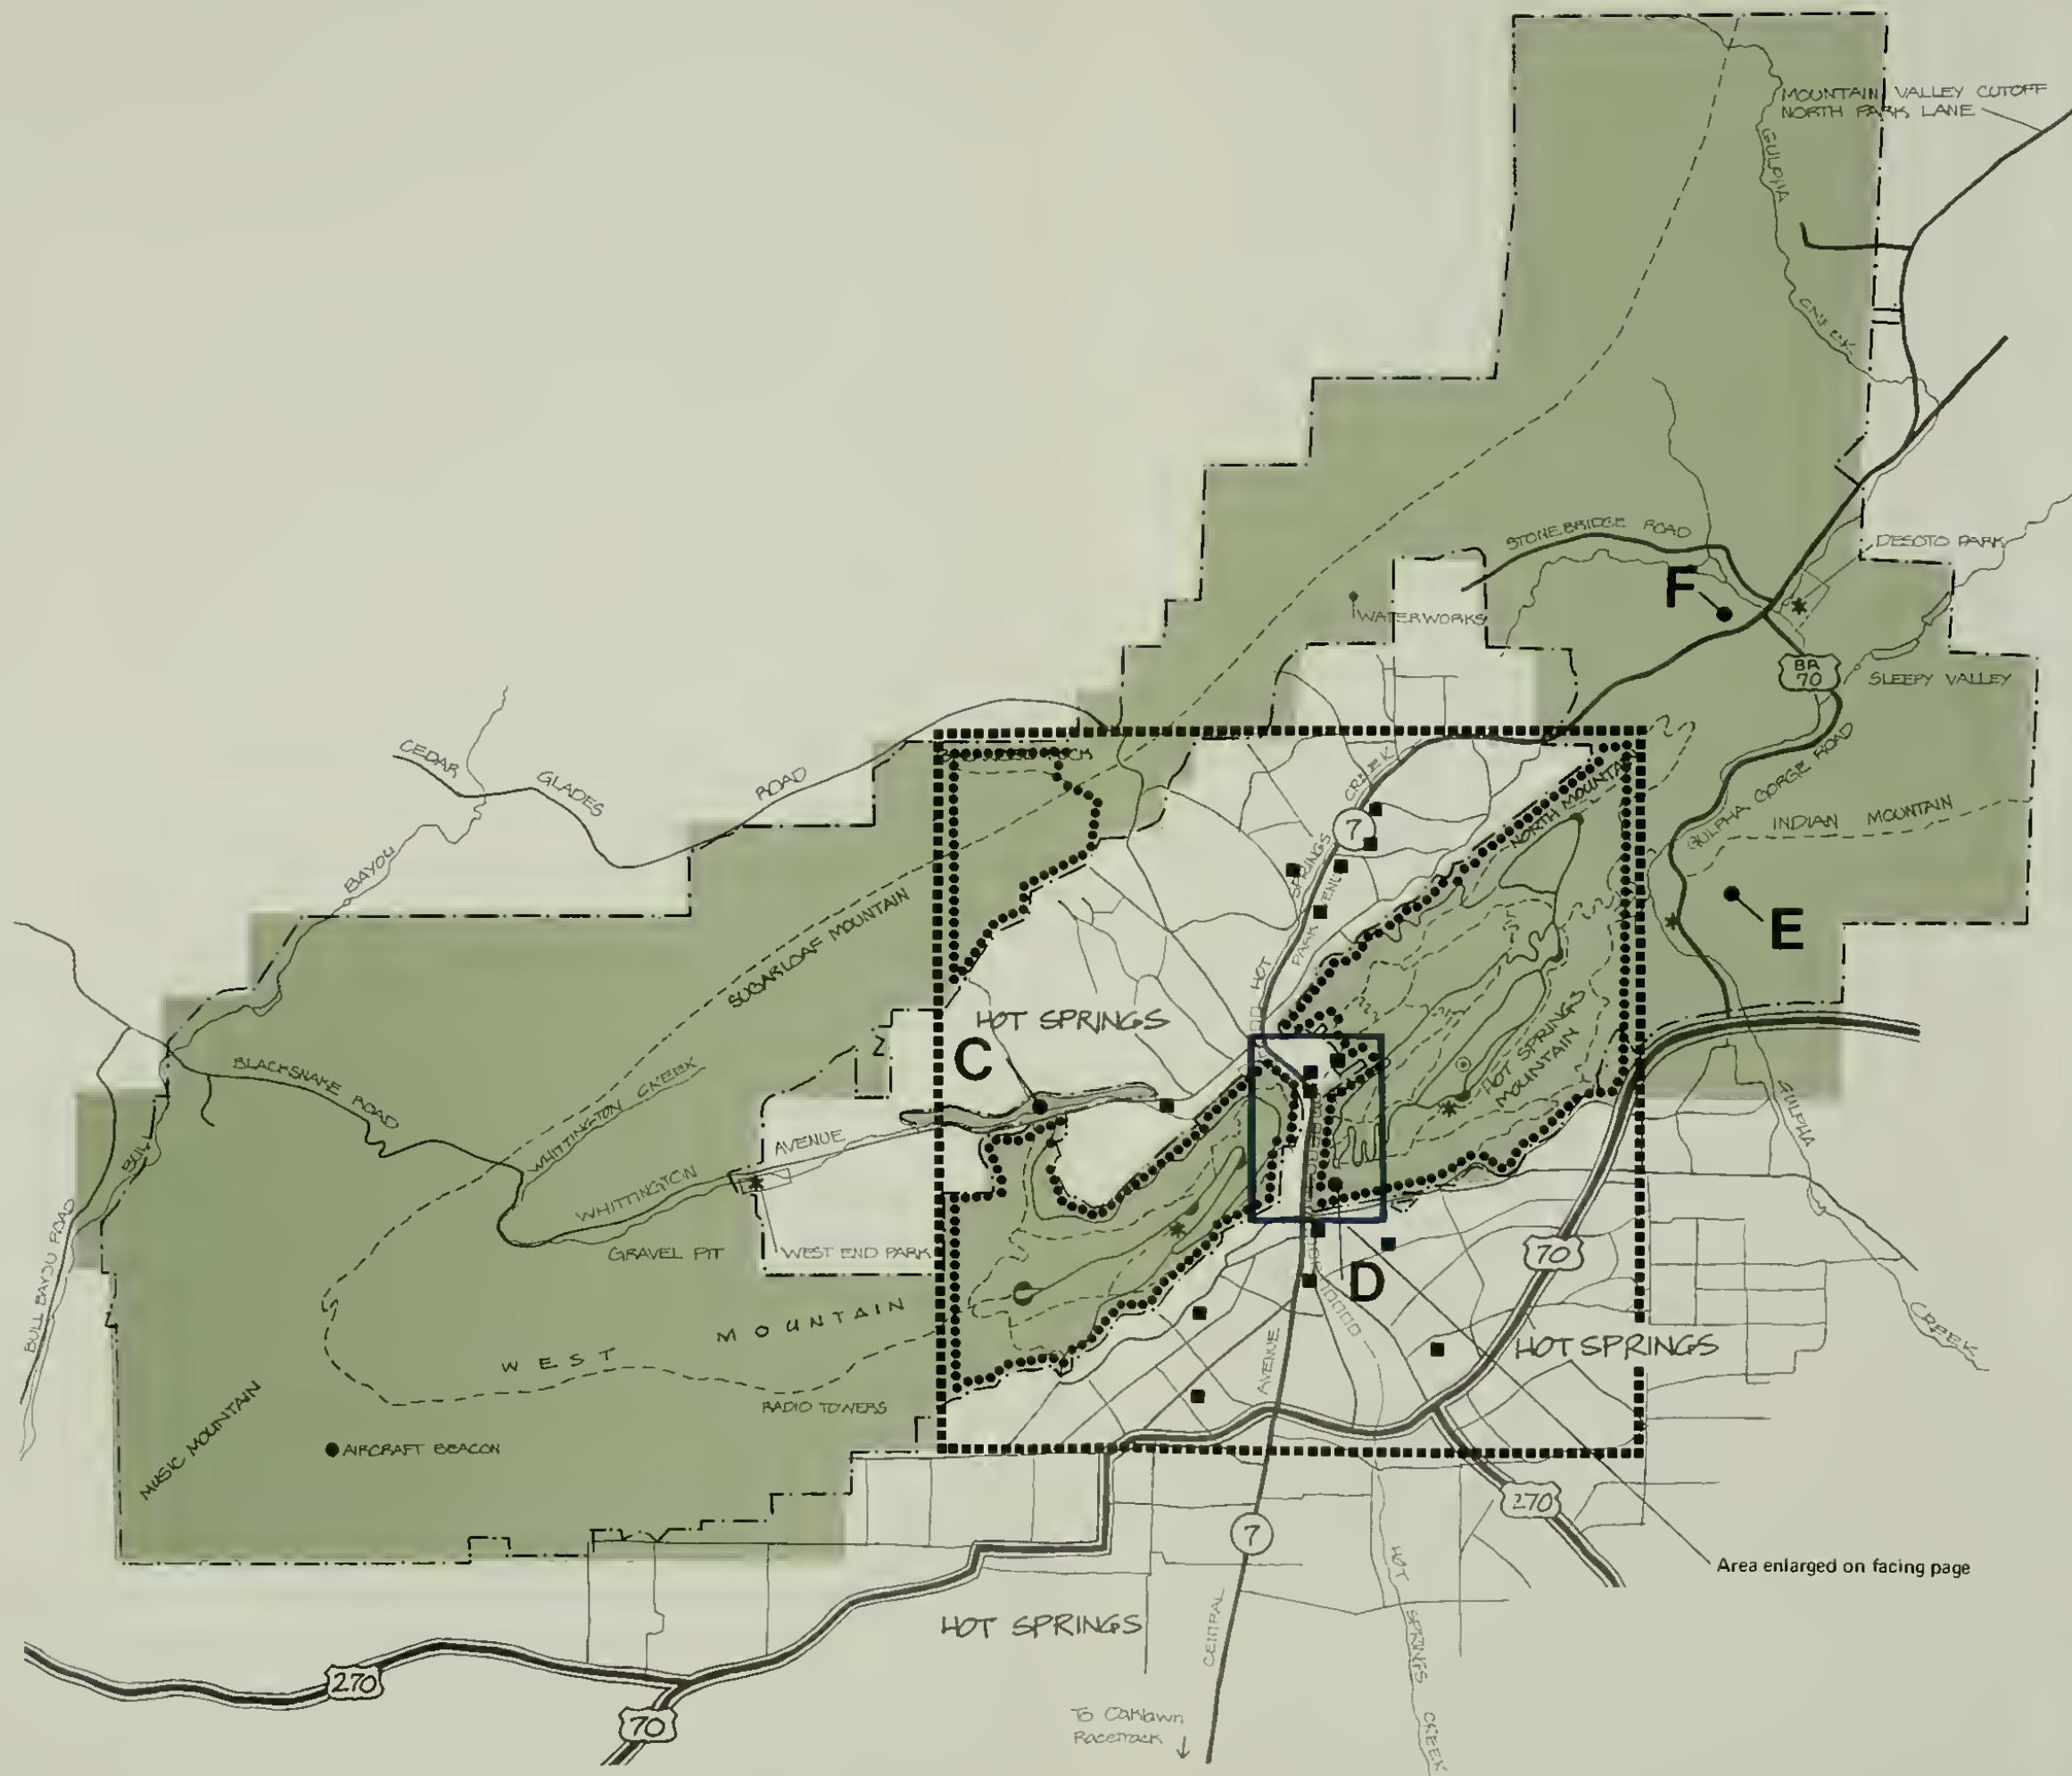 MOUNTAIN VALLEY CUTOFF
NORTH PARK LANE
GULPHA
CREEK
STONEBRIDGE ROAD
DESOTO PARK
F
WATERWORKS
BR
70
SLEEPY VALLEY
CEDAR
GLADES
ROAD
CREEK
NORTH MOUNTAIN
GULPHA GORGE ROAD
INDIAN MOUNTAIN
7
BAYOU
SUGARLOAF MOUNTAIN
SPRINGS
PARK AVENUE
HOT
E
HOT SPRINGS
HOT SPRINGS
MOUNTAIN
C
BLACKSNAKE ROAD
WHITTINGTON CREEK
AVENUE
WHITTINGTON
BULL
GULPHA
GRAVEL PIT
WEST END PARK
BULL BAYOU ROAD
70
D
WEST MOUNTAIN
HOT SPRINGS
CREEK
AVENUE
RADIO TOWERS
MUSIC MOUNTAIN
AIRCRAFT BEACON
270
7
Area enlarged on facing page
HOT SPRINGS
CENTRAL
HOT SPRINGS CREEK
270
70
To Oaklawn
Racetrack